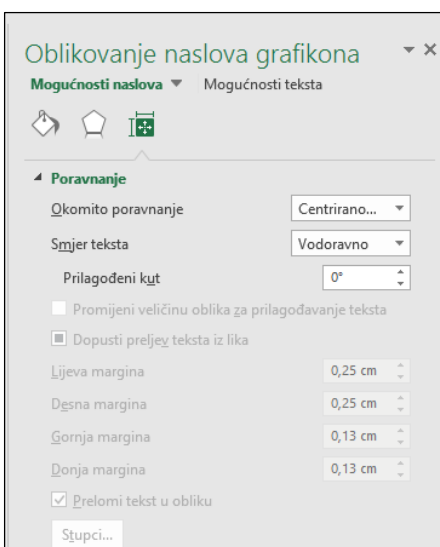 Oblikovanje naslova grafikona
Mogućnosti naslova Mogućnosti teksta
Poravnanje
Okomito poravnanje Centrirano...
Smjer teksta Vodoravno
Prilagođeni kut 0°
Promijeni veličinu oblika za prilagođavanje teksta
Dopusti preljev teksta iz lika
Lijeva margina 0,25 cm
Desna margina 0,25 cm
Gornja margina 0,13 cm
Donja margina 0,13 cm
Prelomi tekst u obliku
Stupci...